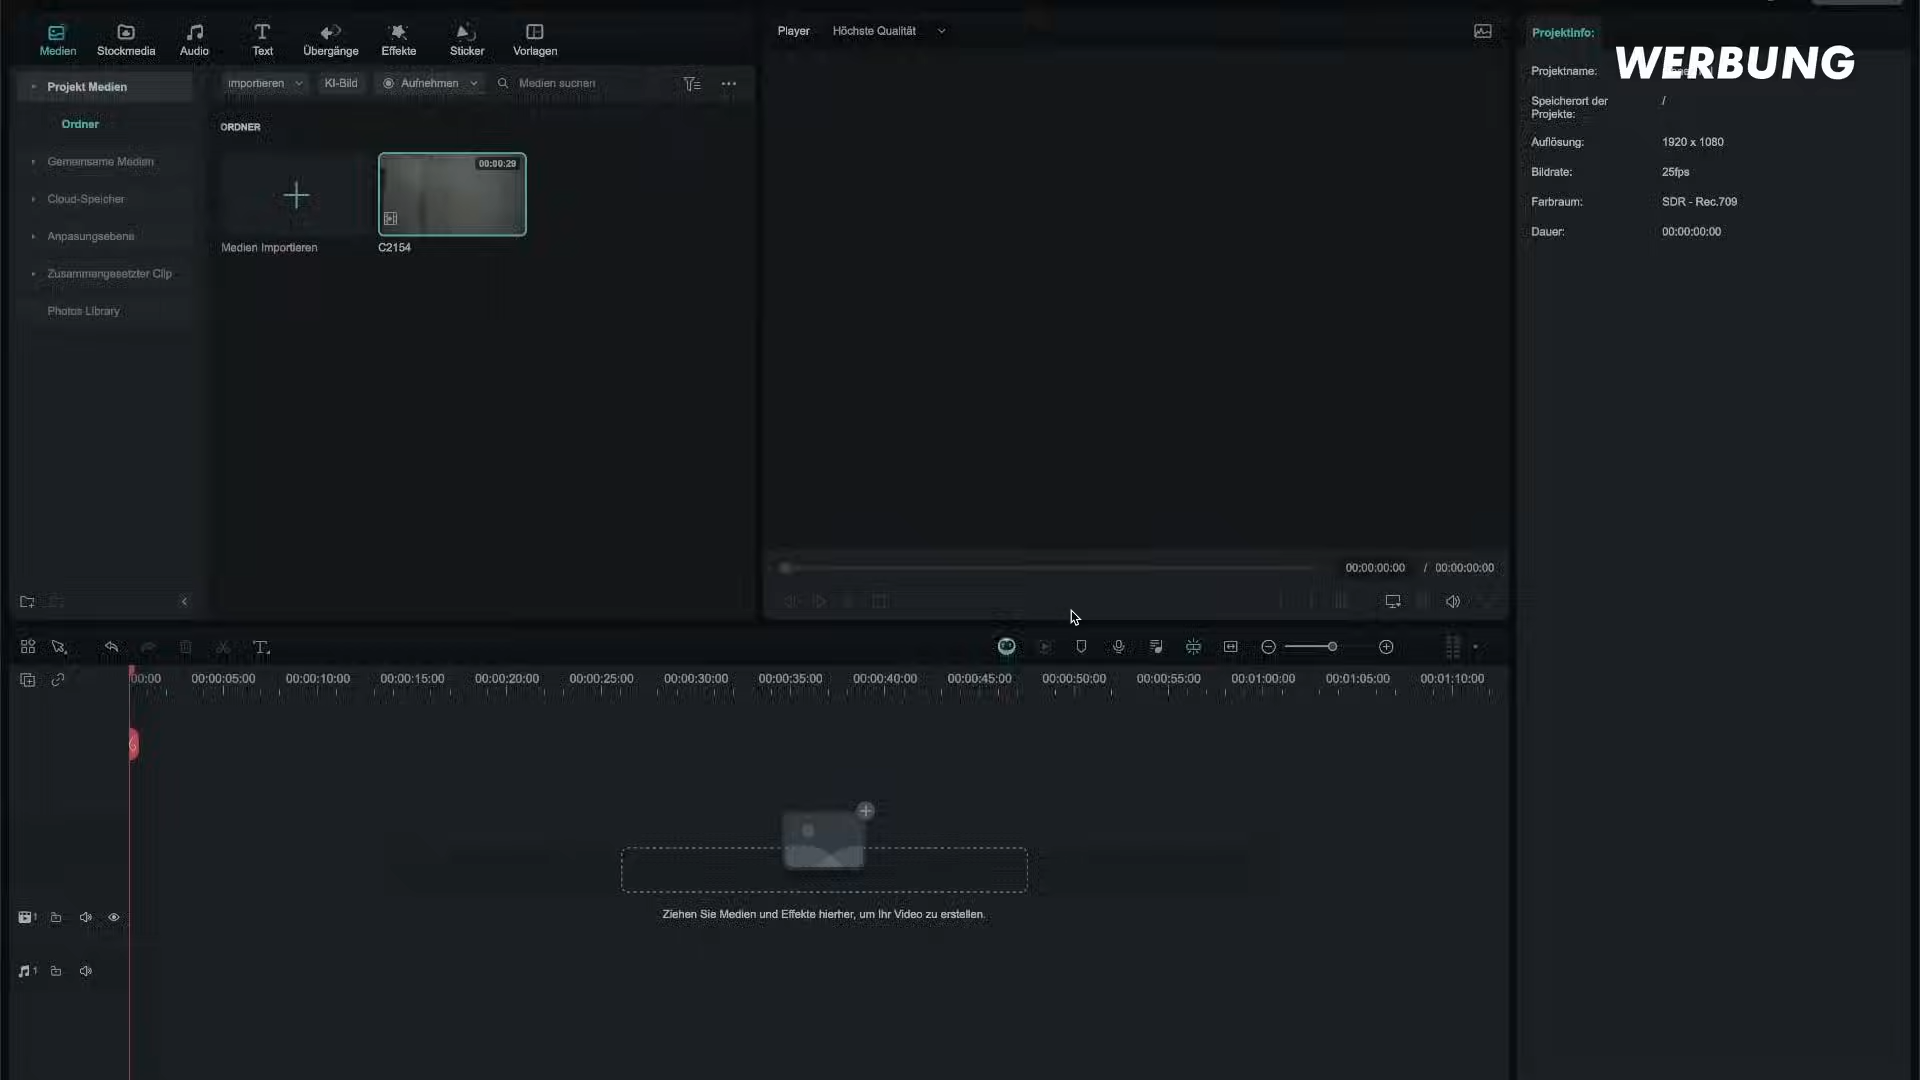 Medien
Stockmedia
Audio
Text
Übergänge
Effekte
Sticker
Vorlagen
Player
Höchste Qualität
Projektinfo:
WERBUNG
Projekt Medien
Importieren
KI-Bild
Aufnehmen
Medien suchen
Projektname:
Speicherort der
Projekte:
/
Ordner
ORDNER
Auflösung:
1920 x 1080
Gemeinsame Medien
00:00:29
Bildrate:
25fps
Cloud-Speicher
Farbraum:
SDR - Rec.709
Anpasungsebene
Medien Importieren
C2154
Dauer:
00:00:00:00
Zusammengesetzter Clip
Photos Library
00:00:00:00 / 00:00:00:00
00:00 00:00:05:00 00:00:10:00 00:00:15:00 00:00:20:00 00:00:25:00 00:00:30:00 00:00:35:00 00:00:40:00 00:00:45:00 00:00:50:00 00:00:55:00 00:01:00:00 00:01:05:00 00:01:10:00
Ziehen Sie Medien und Effekte hierher, um Ihr Video zu erstellen.
1
1